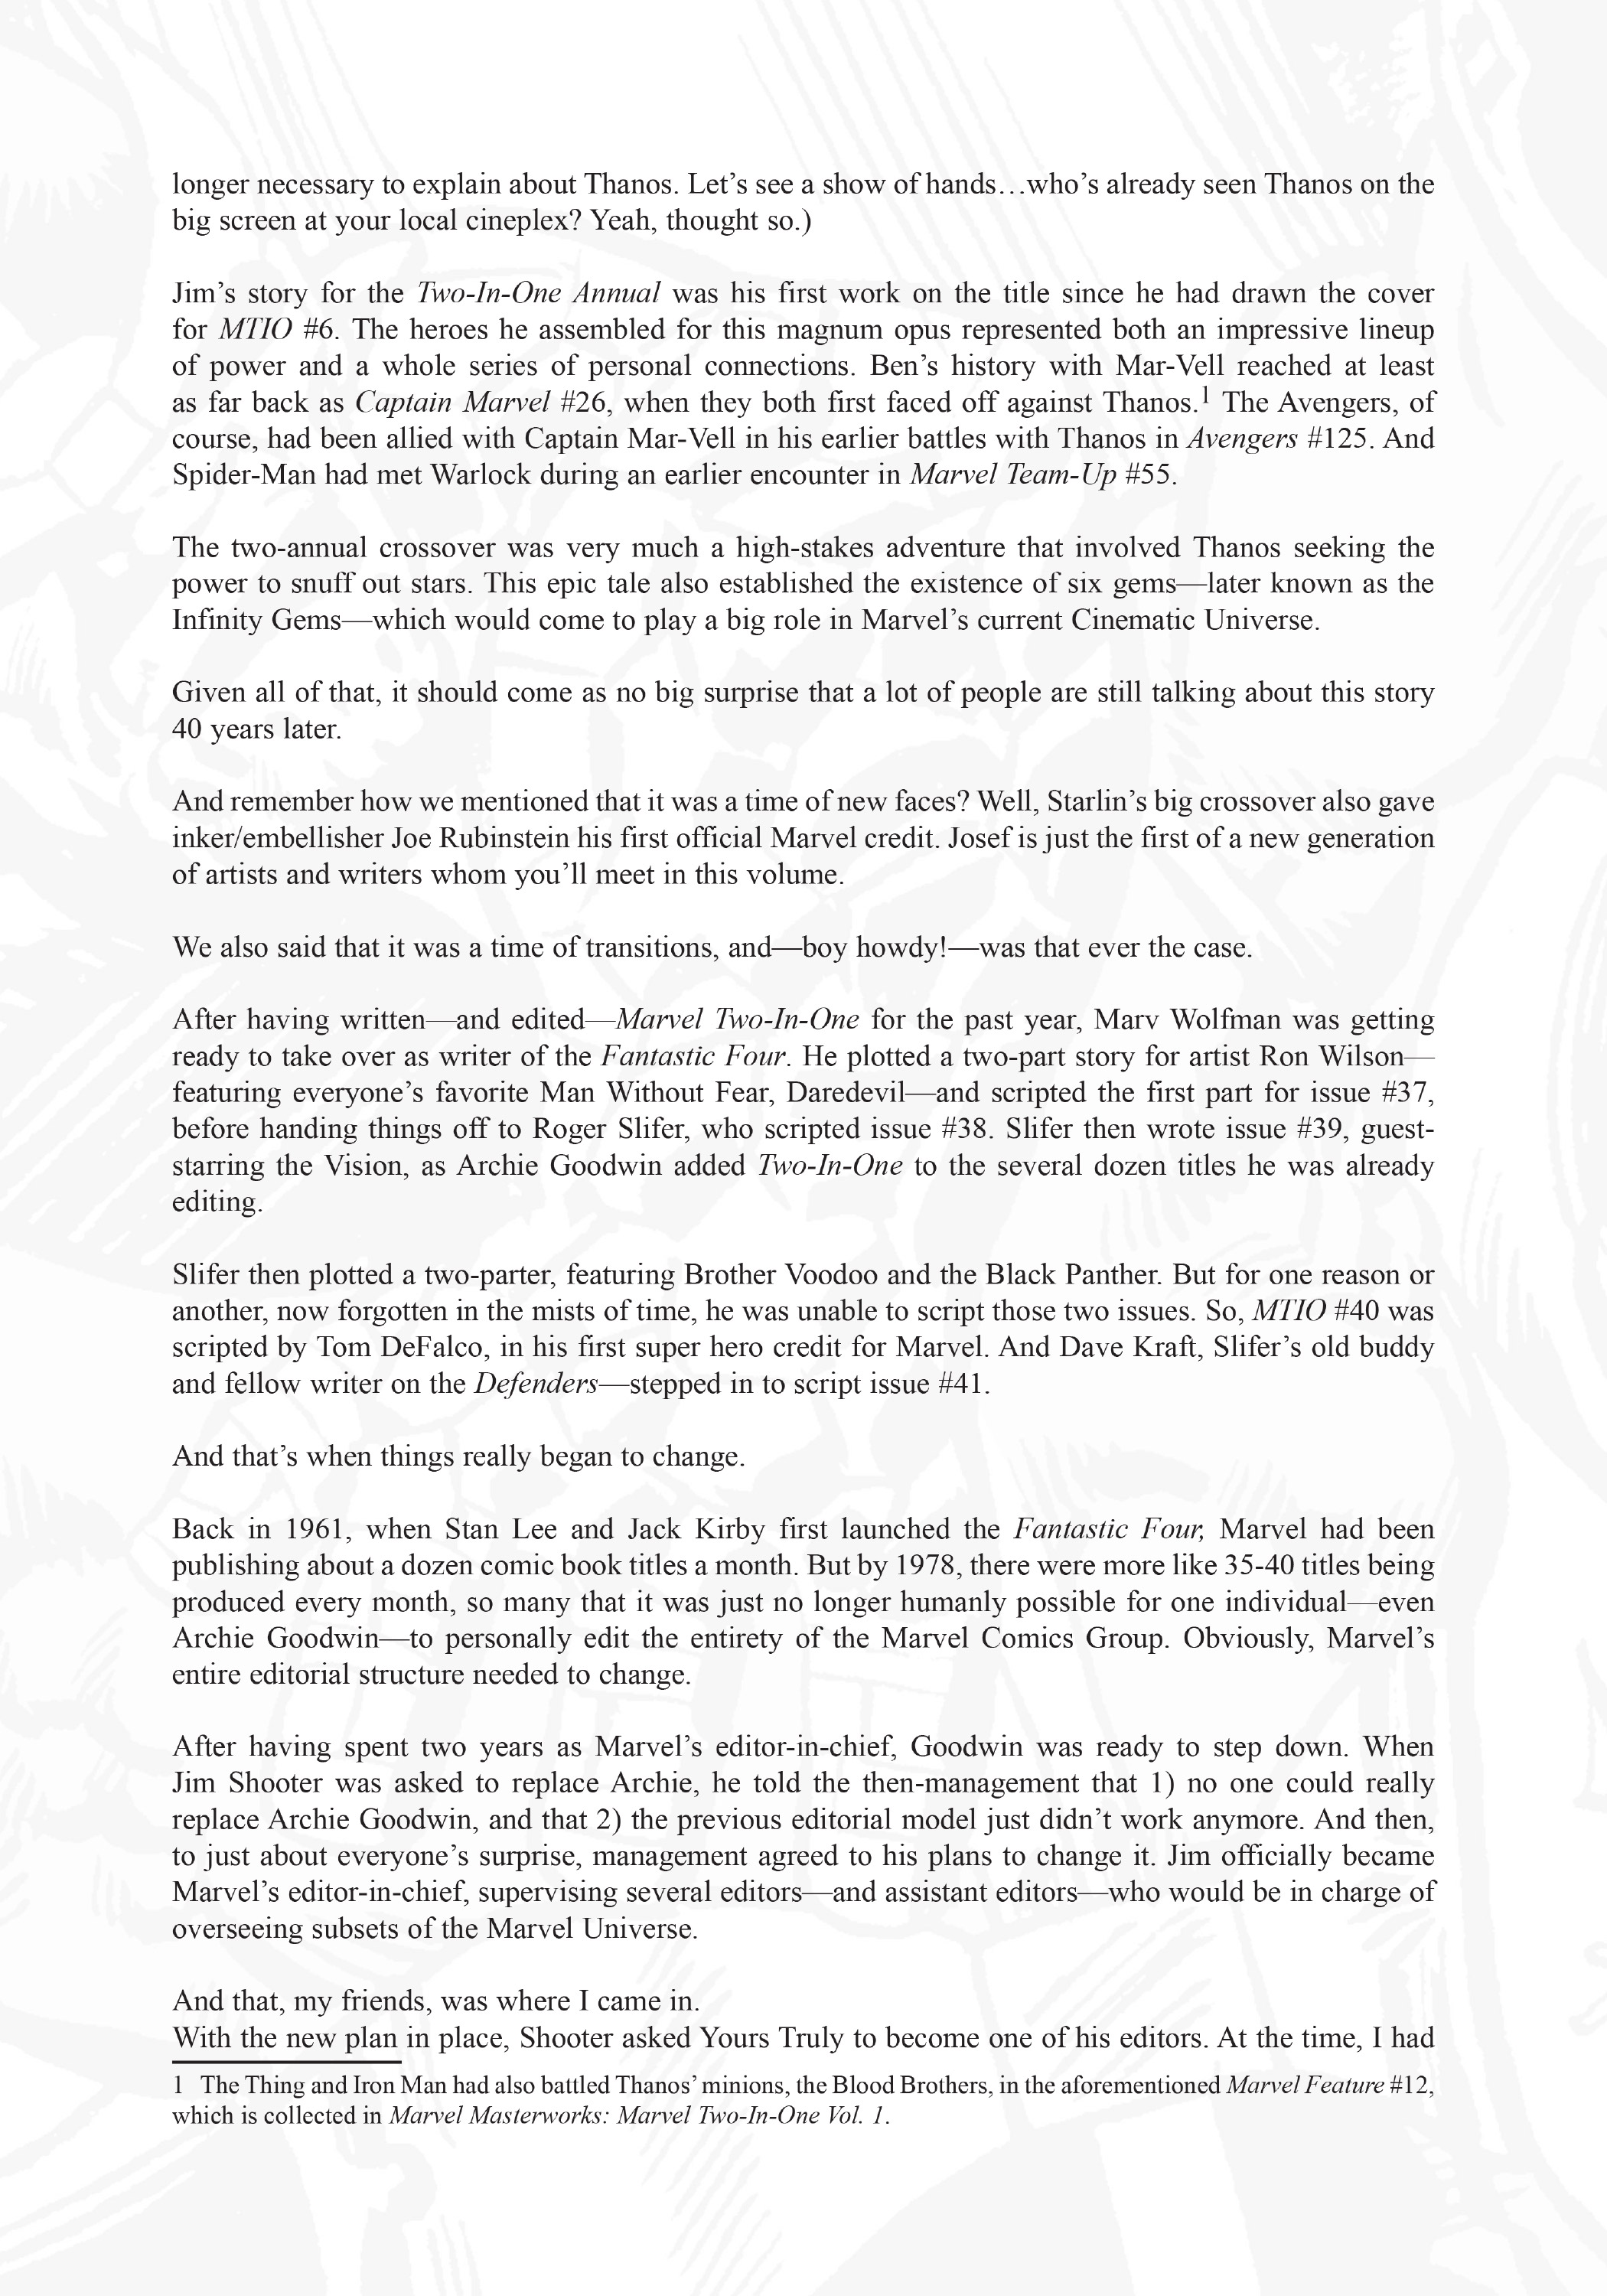 longer necessary to explain about Thanos. Let’s see a show of hands…who’s already seen Thanos on the
big screen at your local cineplex? Yeah, thought so.)
Jim’s story for the Two-In-One Annual was his first work on the title since he had drawn the cover
for MTIO #6. The heroes he assembled for this magnum opus represented both an impressive lineup
of power and a whole series of personal connections. Ben’s history with Mar-Vell reached at least
as far back as Captain Marvel #26, when they both first faced off against Thanos.1 The Avengers, of
course, had been allied with Captain Mar-Vell in his earlier battles with Thanos in Avengers #125. And
Spider-Man had met Warlock during an earlier encounter in Marvel Team-Up #55.
The two-annual crossover was very much a high-stakes adventure that involved Thanos seeking the
power to snuff out stars. This epic tale also established the existence of six gems—later known as the
Infinity Gems—which would come to play a big role in Marvel’s current Cinematic Universe.
Given all of that, it should come as no big surprise that a lot of people are still talking about this story
40 years later.
And remember how we mentioned that it was a time of new faces? Well, Starlin’s big crossover also gave
inker/embellisher Joe Rubinstein his first official Marvel credit. Josef is just the first of a new generation
of artists and writers whom you’ll meet in this volume.
We also said that it was a time of transitions, and—boy howdy!—was that ever the case.
After having written—and edited—Marvel Two-In-One for the past year, Marv Wolfman was getting
ready to take over as writer of the Fantastic Four. He plotted a two-part story for artist Ron Wilson—
featuring everyone’s favorite Man Without Fear, Daredevil—and scripted the first part for issue #37,
before handing things off to Roger Slifer, who scripted issue #38. Slifer then wrote issue #39, guest-
starring the Vision, as Archie Goodwin added Two-In-One to the several dozen titles he was already
editing.
Slifer then plotted a two-parter, featuring Brother Voodoo and the Black Panther. But for one reason or
another, now forgotten in the mists of time, he was unable to script those two issues. So, MTIO #40 was
scripted by Tom DeFalco, in his first super hero credit for Marvel. And Dave Kraft, Slifer’s old buddy
and fellow writer on the Defenders—stepped in to script issue #41.
And that’s when things really began to change.
Back in 1961, when Stan Lee and Jack Kirby first launched the Fantastic Four, Marvel had been
publishing about a dozen comic book titles a month. But by 1978, there were more like 35-40 titles being
produced every month, so many that it was just no longer humanly possible for one individual—even
Archie Goodwin—to personally edit the entirety of the Marvel Comics Group. Obviously, Marvel’s
entire editorial structure needed to change.
After having spent two years as Marvel’s editor-in-chief, Goodwin was ready to step down. When
Jim Shooter was asked to replace Archie, he told the then-management that 1) no one could really
replace Archie Goodwin, and that 2) the previous editorial model just didn’t work anymore. And then,
to just about everyone’s surprise, management agreed to his plans to change it. Jim officially became
Marvel’s editor-in-chief, supervising several editors—and assistant editors—who would be in charge of
overseeing subsets of the Marvel Universe.
And that, my friends, was where I came in.
With the new plan in place, Shooter asked Yours Truly to become one of his editors. At the time, I had
1 The Thing and Iron Man had also battled Thanos’ minions, the Blood Brothers, in the aforementioned Marvel Feature #12,
which is collected in Marvel Masterworks: Marvel Two-In-One Vol. 1.